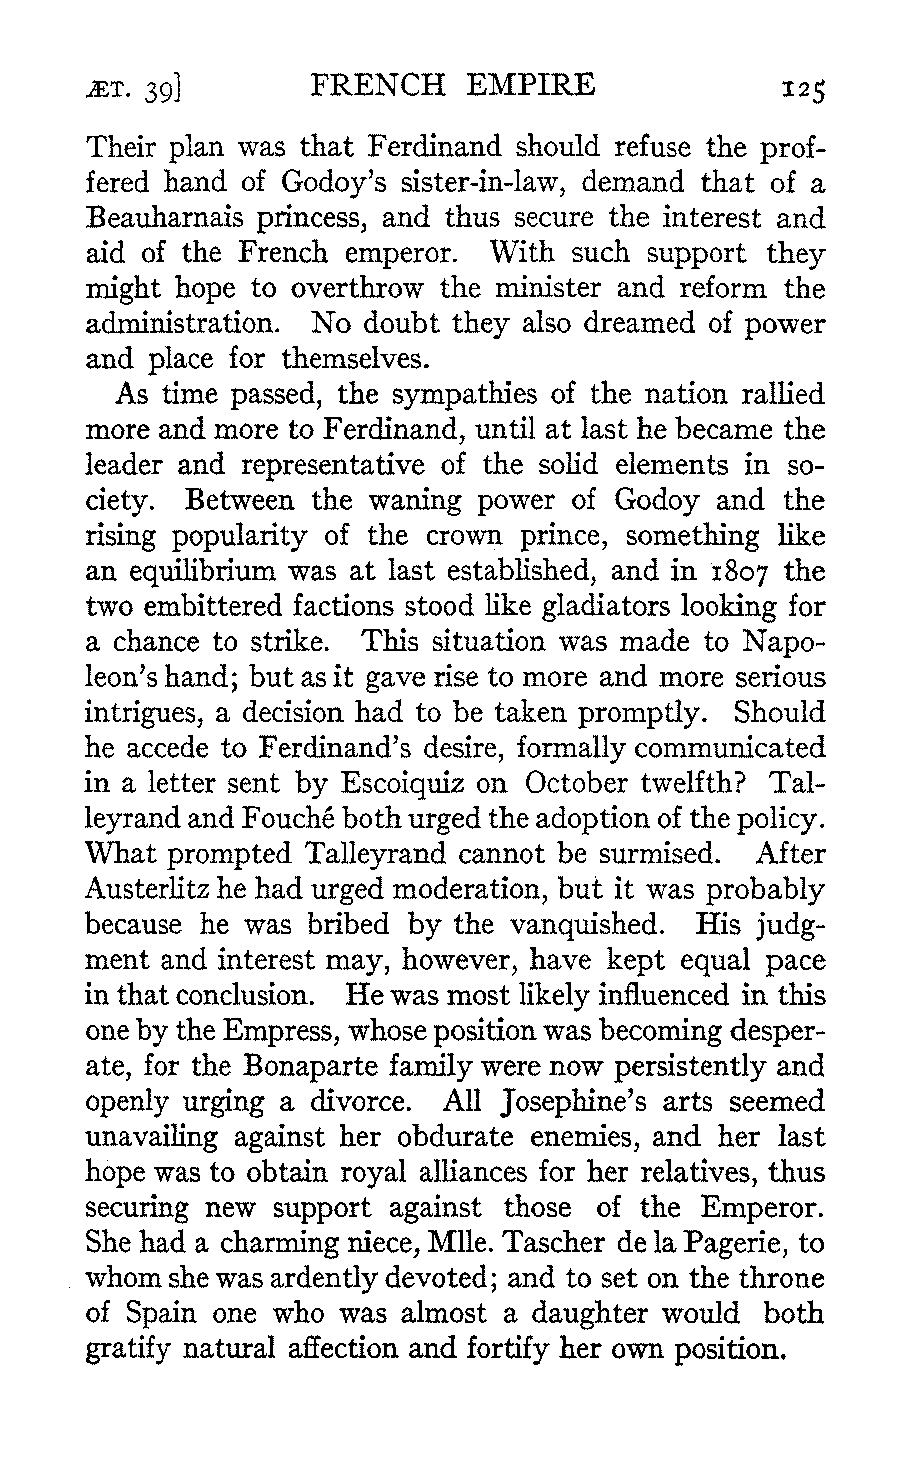 ÆT. 39] FRENCH EMPIRE 125
Their plan was that Ferdinand should refuse the prof-
fered hand of Godoy's sister-in-law, demand that of a
Beauharnais princess, and thus secure the interest and
aid of the French emperor. With such support they
might hope to overthrow the minister and reform the
administration. No doubt they also dreamed of power
and place for themselves.
As time passed, the sympathies of the nation rallied
more and more to Ferdinand, until at last he became the
leader and representative of the solid elements in so-
ciety. Between the waning power of Godoy and the
rising popularity of the crown prince, something like
an equilibrium was at last established, and in 1807 the
two embittered factions stood like gladiators looking for
a chance to strike. This situation was made to Napo-
leon's hand; but as it gave rise to more and more serious
intrigues, a decision had to be taken promptly. Should
he accede to Ferdinand's desire, formally communicated
in a letter sent by Escoiquiz on October twelfth? Tal-
leyrand and Fouché both urged the adoption of the policy.
What prompted Talleyrand cannot be surmised. After
Austerlitz he had urged moderation, but it was probably
because he was bribed by the vanquished. His judg-
ment and interest may, however, have kept equal pace
in that conclusion. He was most likely influenced in this
one by the Empress, whose position was becoming desper-
ate, for the Bonaparte family were now persistently and
openly urging a divorce. All Josephine's arts seemed
unavailing against her obdurate enemies, and her last
hope was to obtain royal alliances for her relatives, thus
securing new support against those of the Emperor.
She had a charming niece, Mlle. Tascher de la Pagerie, to
whom she was ardently devoted; and to set on the throne
of Spain one who was almost a daughter would both
gratify natural affection and fortify her own position.